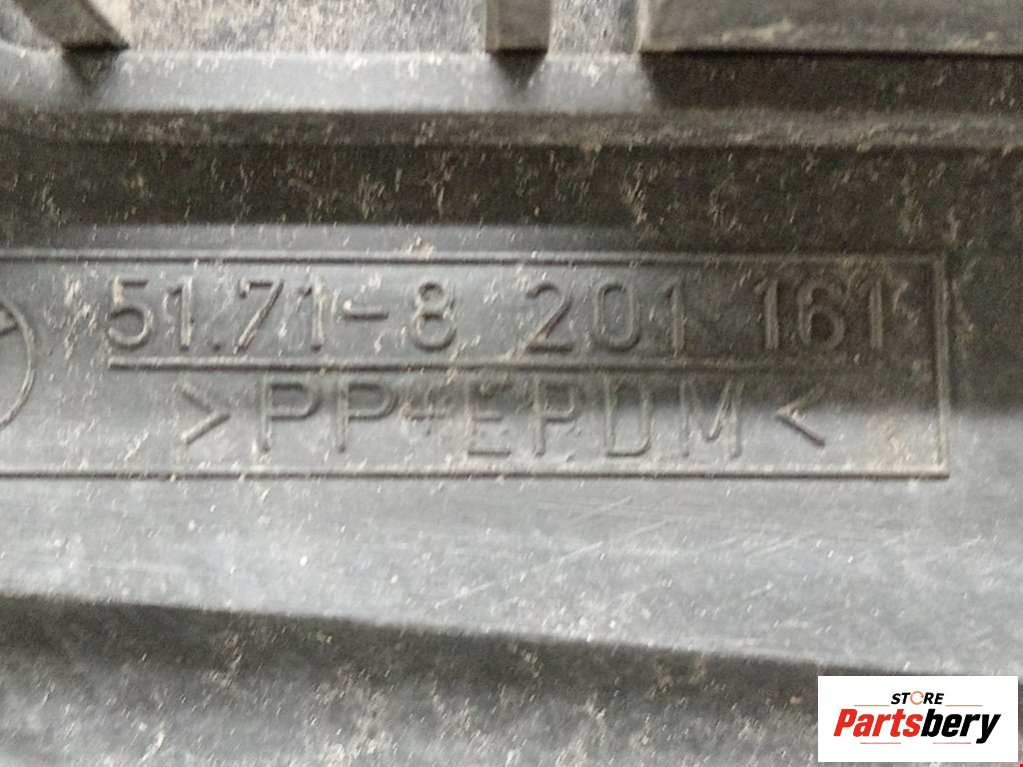 51.71-8 201 161
>PP+EPDM<
STORE
Partsbery